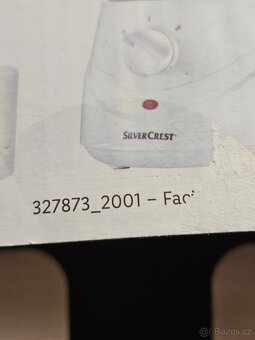 SILVERCREST
327873_2001 –
Bazos.cz